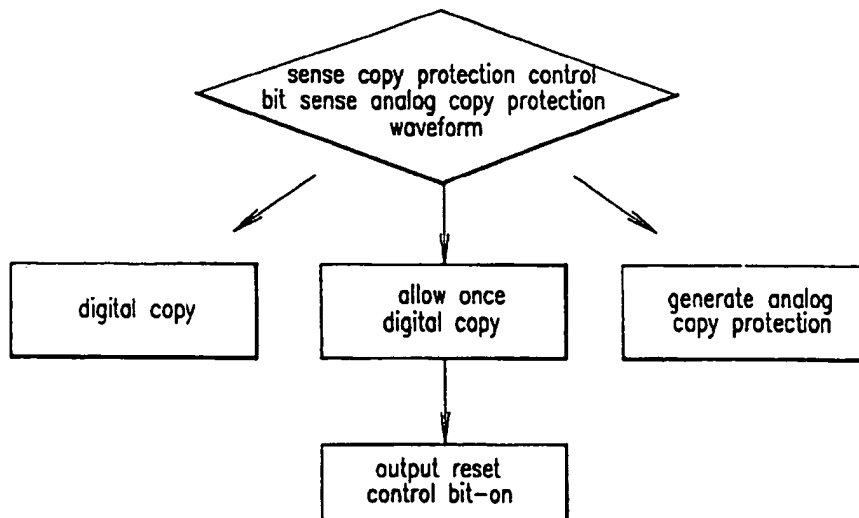 sense copy protection control
bit sense analog copy protection
waveform
digital copy
allow once
digital copy
generate analog
copy protection
output reset
control bit-on